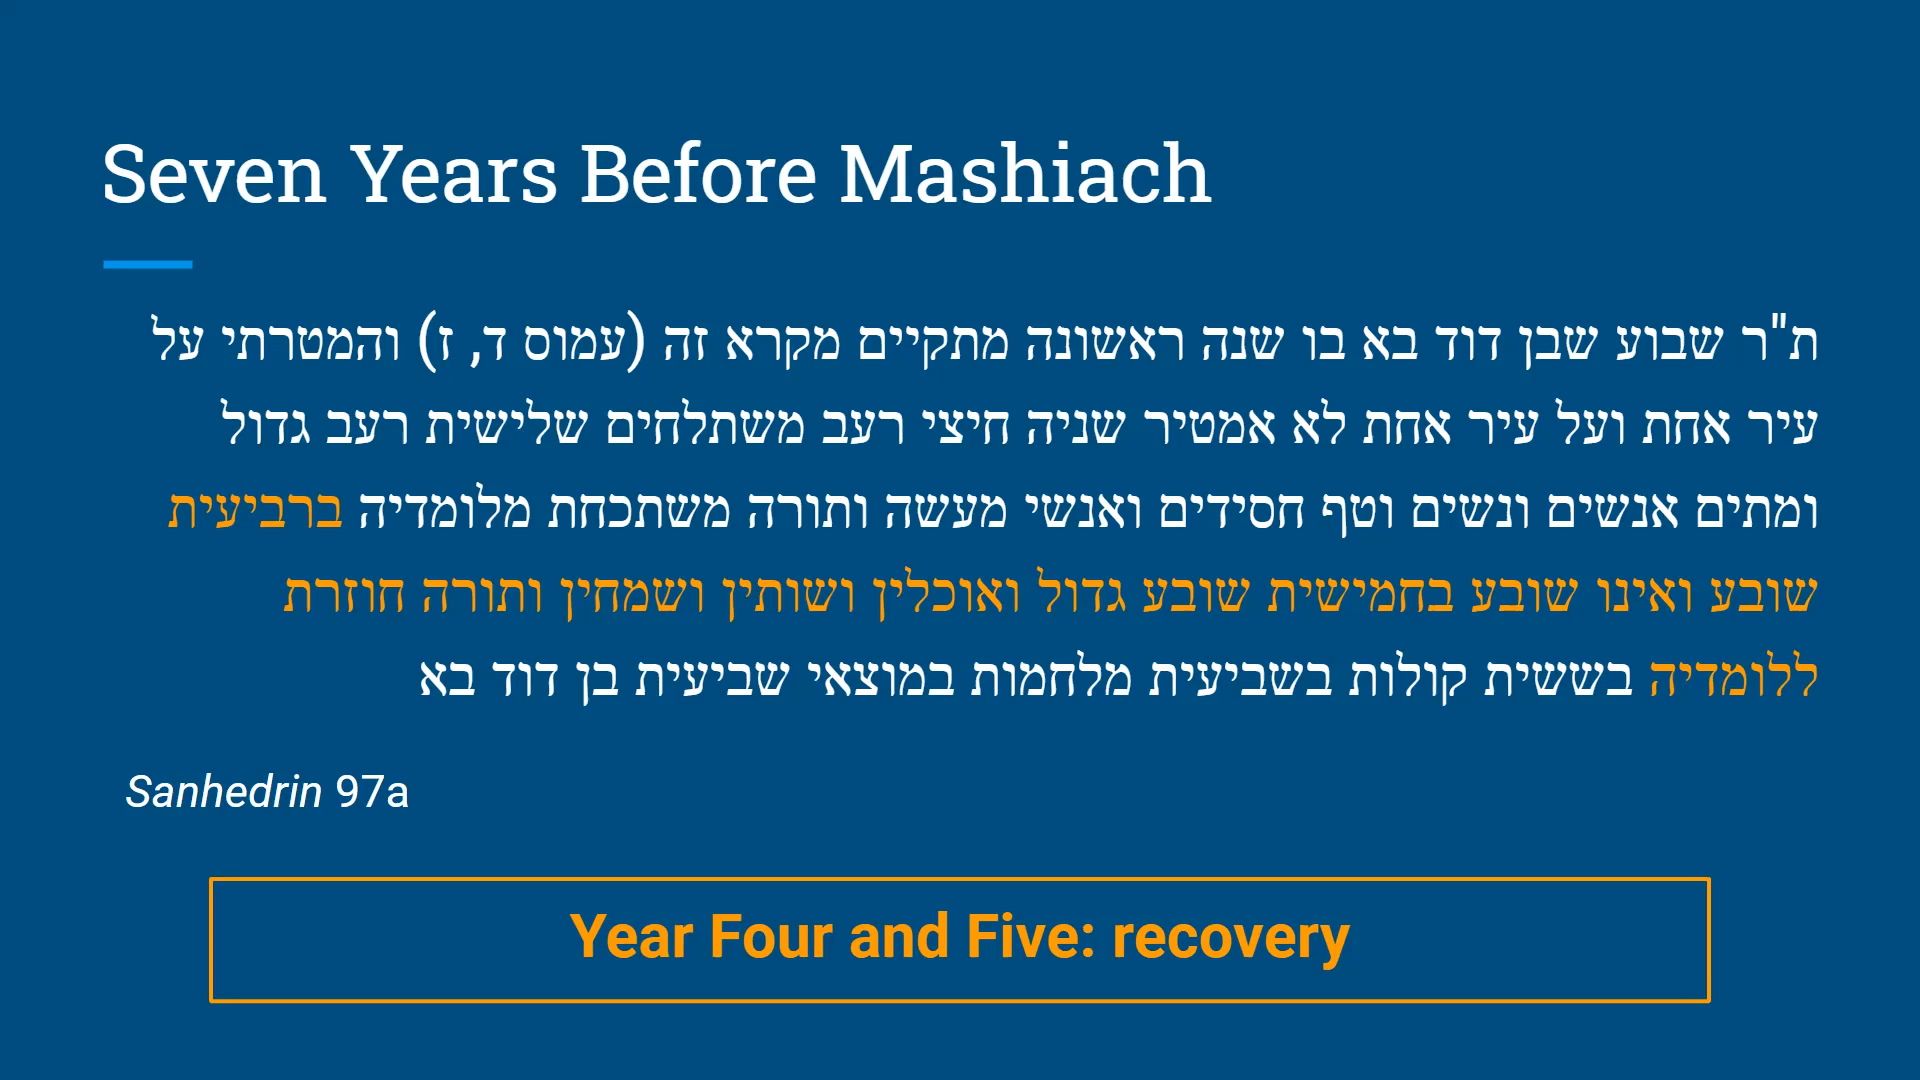 Seven Years Before Mashiach
ת"ר שבוע שבן דוד בא בו שנה ראשונה מתקיים מקרא זה (עמוס ד, ז) והמטרתי על
עיר אחת ועל עיר אחת לא אמטיר שניה חיצי רעב משתלחים שלישית רעב גדול
ומתים אנשים ונשים וטף חסידים ואנשי מעשה ותורה משתכחת מלומדיה ברביעית
שובע ואינו שובע בחמישית שובע גדול ואוכלין ושותין ושמחין ותורה חוזרת
ללומדיה בששית קולות בשביעית מלחמות במוצאי שביעית בן דוד בא
Sanhedrin 97a
Year Four and Five: recovery